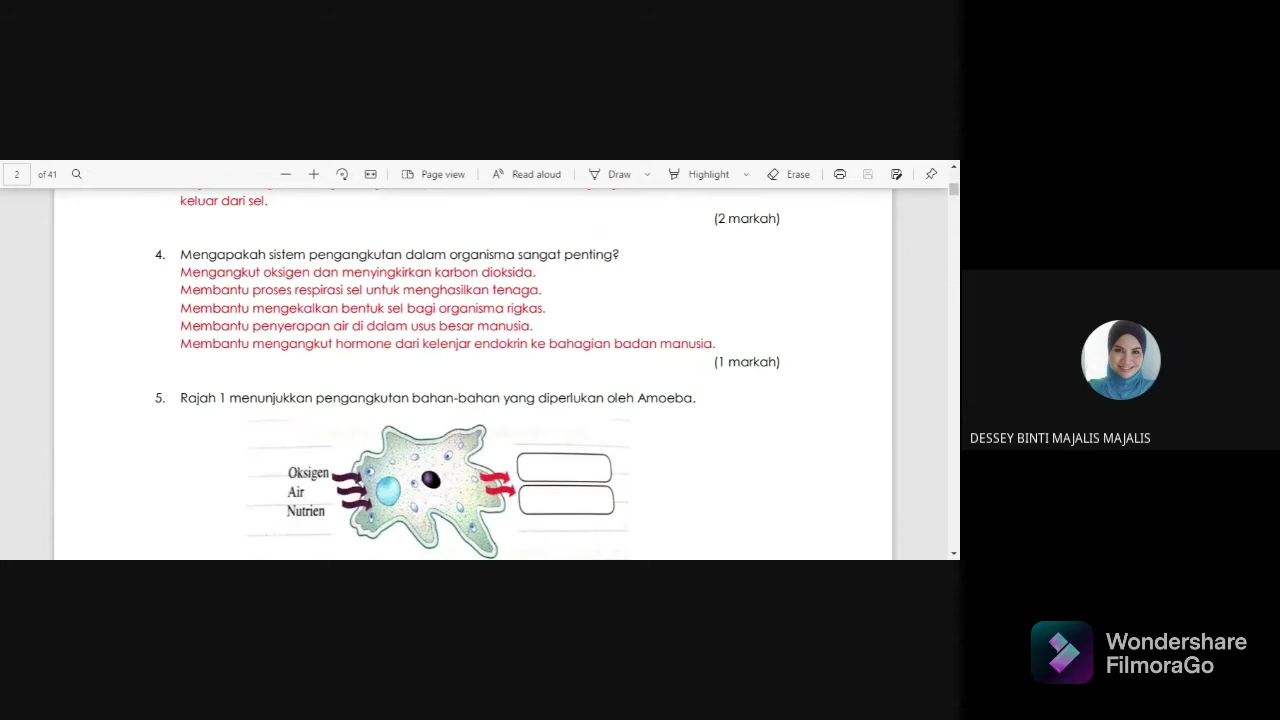 2 of 41 Page view Read aloud Draw Highlight Erase
keluar dari sel.
(2 markah)
4. Mengapakah sistem pengangkutan dalam organisma sangat penting?
Mengangkut oksigen dan menyingkirkan karbon dioksida.
Membantu proses respirasi sel untuk menghasilkan tenaga.
Membantu mengekalkan bentuk sel bagi organisma rigkas.
Membantu penyerapan air di dalam usus besar manusia.
Membantu mengangkut hormone dari kelenjar endokrin ke bahagian badan manusia.
(1 markah)
5. Rajah 1 menunjukkan pengangkutan bahan-bahan yang diperlukan oleh Amoeba.
Oksigen
Air
Nutrien
DESSEY BINTI MAJALIS MAJALIS
Wondershare
FilmoraGo